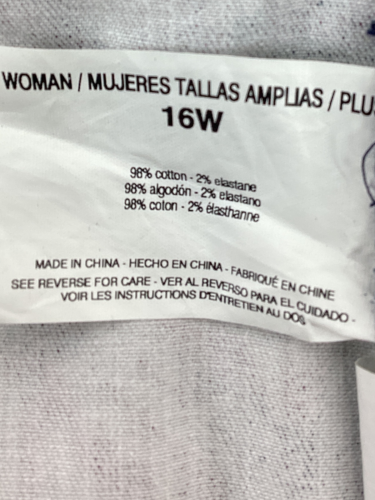 WOMAN / MUJERES TALLAS AMPLIAS / PLUS
16W
98% cotton - 2% elastane
98% algodón - 2% elastano
98% coton - 2% élasthanne
MADE IN CHINA - HECHO EN CHINA - FABRIQUÉ EN CHINE
SEE REVERSE FOR CARE - VER AL REVERSO PARA EL CUIDADO -
VOIR LES INSTRUCTIONS D'ENTRETIEN AU DOS